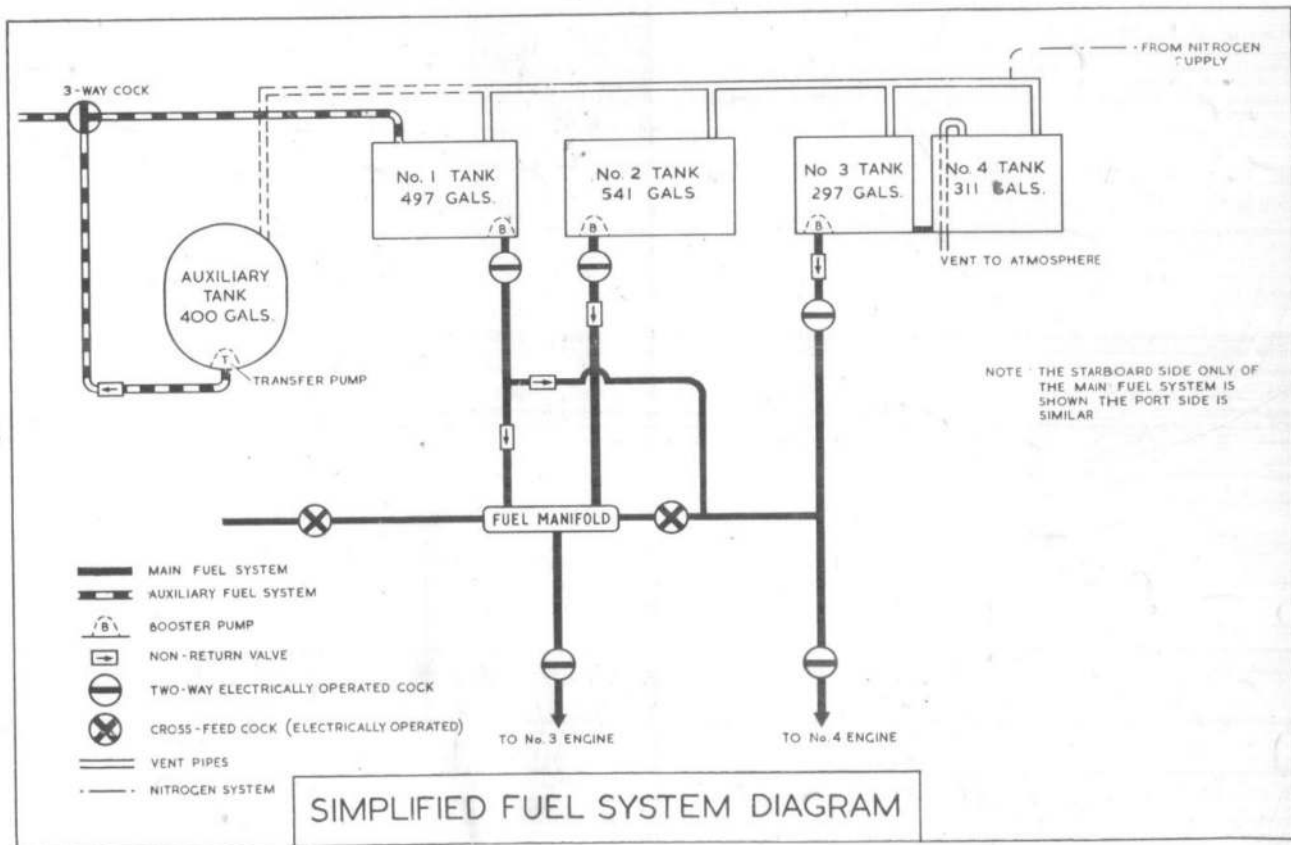 FROM NITROGEN
SUPPLY
3-WAY COCK
No. 1 TANK
497 GALS.
B
No. 2 TANK
541 GALS
B
No 3 TANK
297 GALS.
B
No. 4 TANK
311 GALS.
VENT TO ATMOSPHERE
AUXILIARY
TANK
400 GALS.
T
TRANSFER PUMP
NOTE THE STARBOARD SIDE ONLY OF
THE MAIN FUEL SYSTEM IS
SHOWN THE PORT SIDE IS
SIMILAR
FUEL MANIFOLD
MAIN FUEL SYSTEM
AUXILIARY FUEL SYSTEM
B BOOSTER PUMP
NON-RETURN VALVE
TWO-WAY ELECTRICALLY OPERATED COCK
CROSS-FEED COCK (ELECTRICALLY OPERATED)
VENT PIPES
NITROGEN SYSTEM
TO No. 3 ENGINE
TO No. 4 ENGINE
SIMPLIFIED FUEL SYSTEM DIAGRAM